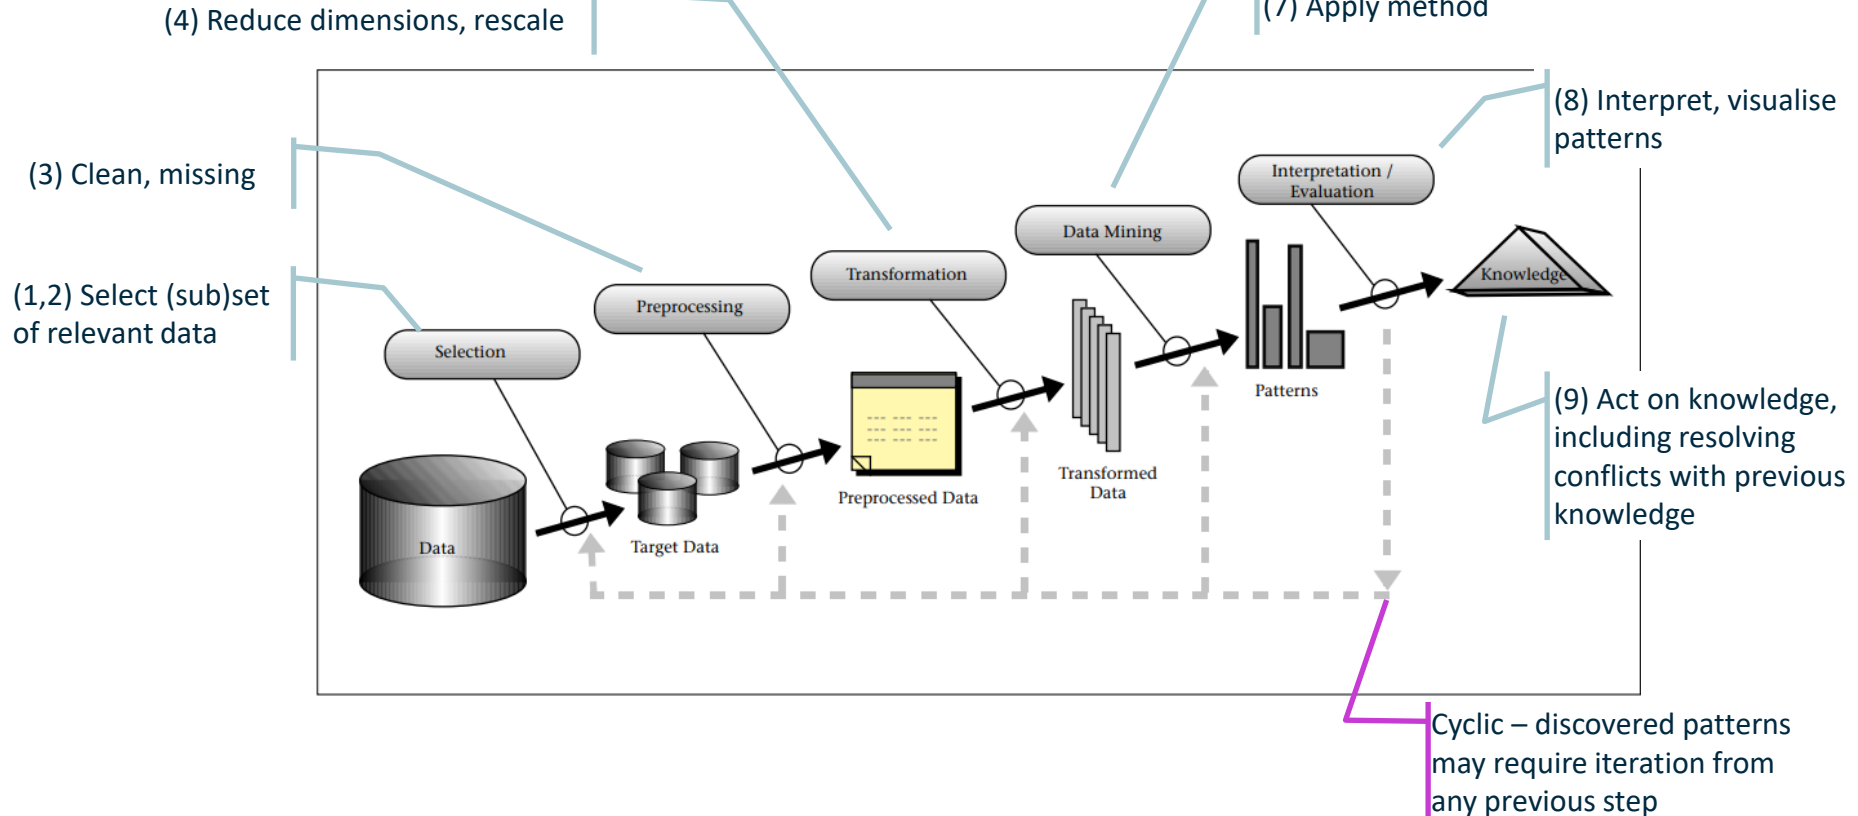 (4) Reduce dimensions, rescale
(7) Apply method
(8) Interpret, visualise
patterns
(3) Clean, missing
Interpretation /
Evaluation
Data Mining
Transformation
Knowledge
(1,2) Select (sub)set
of relevant data
Preprocessing
Selection
Patterns
(9) Act on knowledge,
including resolving
conflicts with previous
knowledge
Transformed
Data
Preprocessed Data
Target Data
Data
Cyclic – discovered patterns
may require iteration from
any previous step